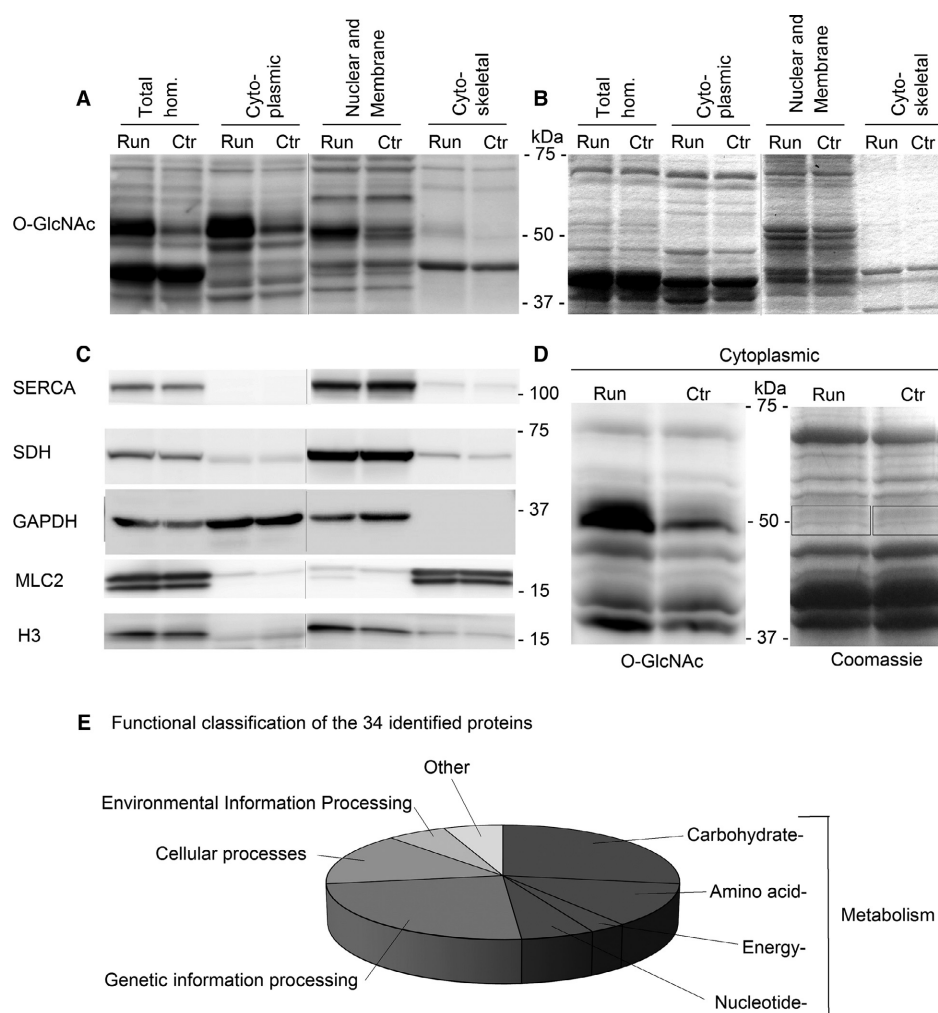 A
Total
hom.
Cyto-
plasmic
Nuclear and
Membrane
Cyto-
skeletal
Run Ctr Run Ctr Run Ctr Run Ctr
O-GlcNAc
B
Total
hom.
Cyto-
plasmic
Nuclear and
Membrane
Cyto-
skeletal
Run Ctr Run Ctr Run Ctr Run Ctr
kDa
- 75 -
- 50 -
- 37 -
C
SERCA
- 100
- 75
SDH
GAPDH
- 37
MLC2
- 15
H3
- 15
D
Cytoplasmic
Run Ctr kDa Run Ctr
- 75 -
- 50 -
- 37 -
O-GlcNAc Coomassie
E Functional classification of the 34 identified proteins
Other
Environmental Information Processing
Cellular processes
Genetic information processing
Carbohydrate-
Amino acid-
Energy-
Nucleotide-
Metabolism